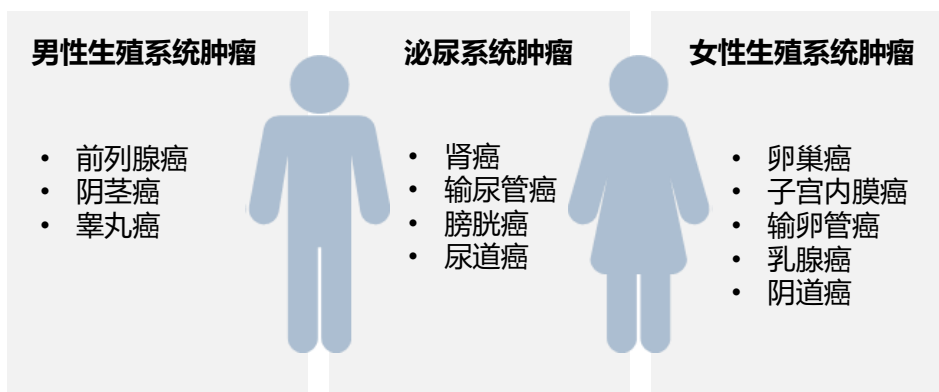 男性生殖系统肿瘤
• 前列腺癌
• 阴茎癌
• 睾丸癌
泌尿系统肿瘤
• 肾癌
• 输尿管癌
• 膀胱癌
• 尿道癌
女性生殖系统肿瘤
• 卵巢癌
• 子宫内膜癌
• 输卵管癌
• 乳腺癌
• 阴道癌